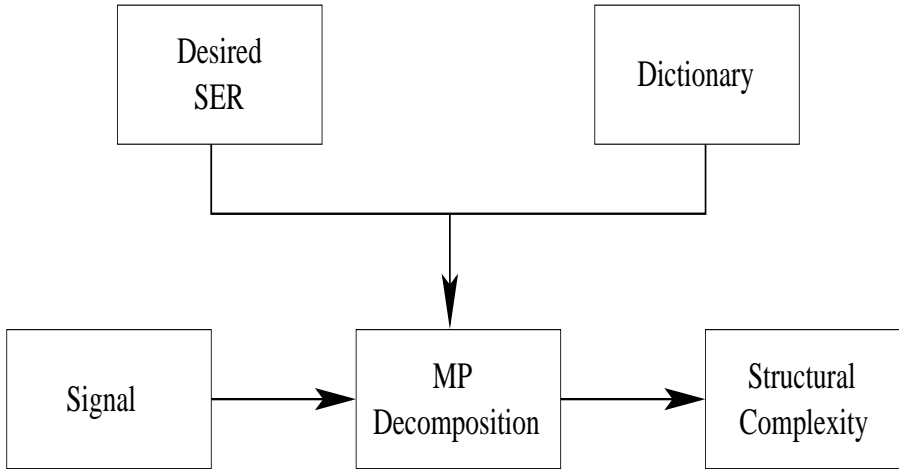 Desired
SER
Dictionary
Signal
MP
Decomposition
Structural
Complexity